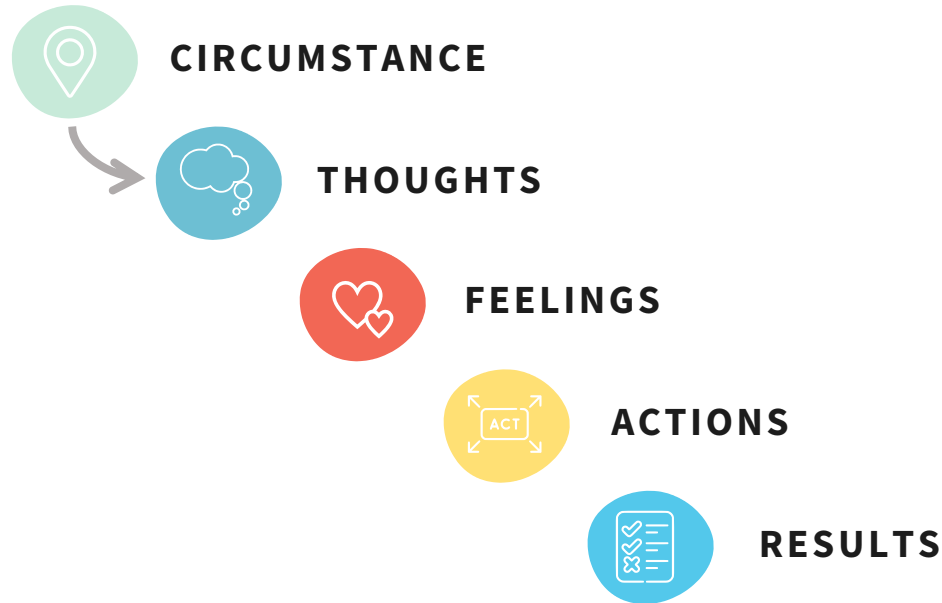 CIRCUMSTANCE
THOUGHTS
FEELINGS
ACT
ACTIONS
RESULTS